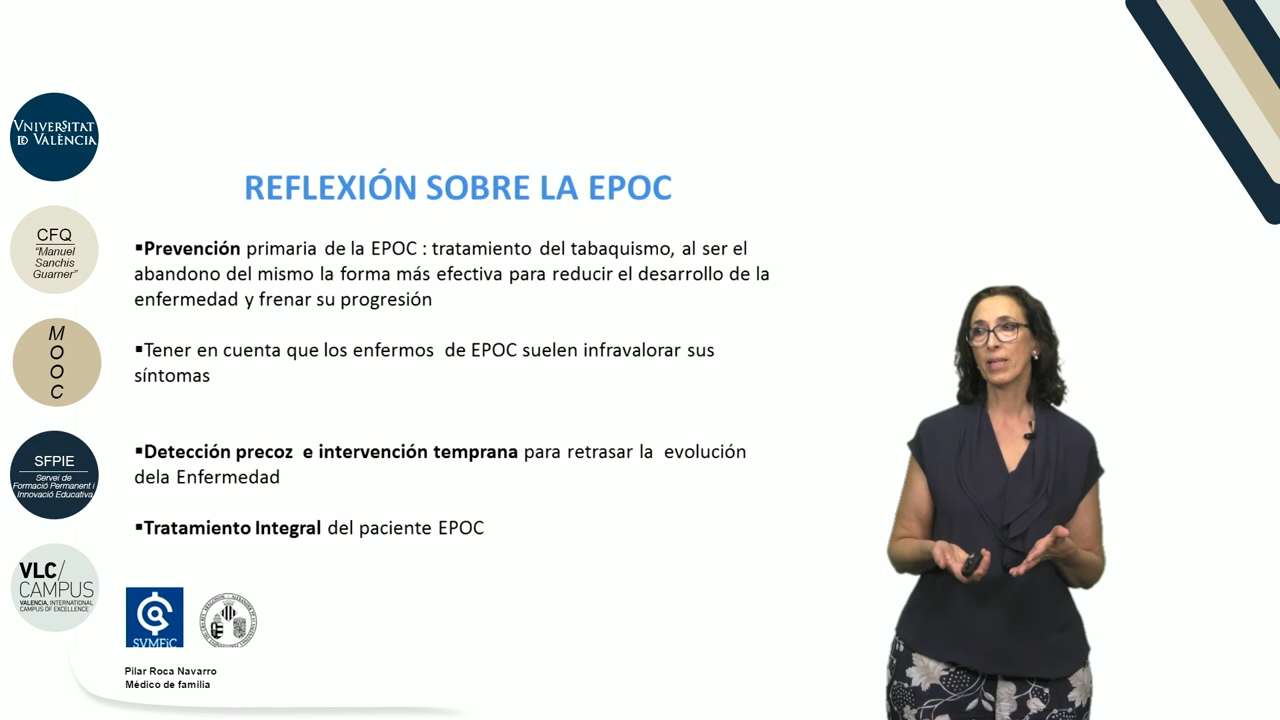 VNIVERSITAT
ID VALÈNCIA
CFQ
“Manuel
Sanchis
Guarner”
M
O
O
C
SFPIE
Servei de
Formació Permanent i
Innovació Educativa
VLC/
CAMPUS
VALENCIA, INTERNATIONAL
CAMPUS OF EXCELLENCE
REFLEXIÓN SOBRE LA EPOC
▪Prevención primaria de la EPOC : tratamiento del tabaquismo, al ser el
abandono del mismo la forma más efectiva para reducir el desarrollo de la
enfermedad y frenar su progresión
▪Tener en cuenta que los enfermos de EPOC suelen infravalorar sus
síntomas
▪Detección precoz e intervención temprana para retrasar la evolución
dela Enfermedad
▪Tratamiento Integral del paciente EPOC
SVMFiC
Pilar Roca Navarro
Médico de familia